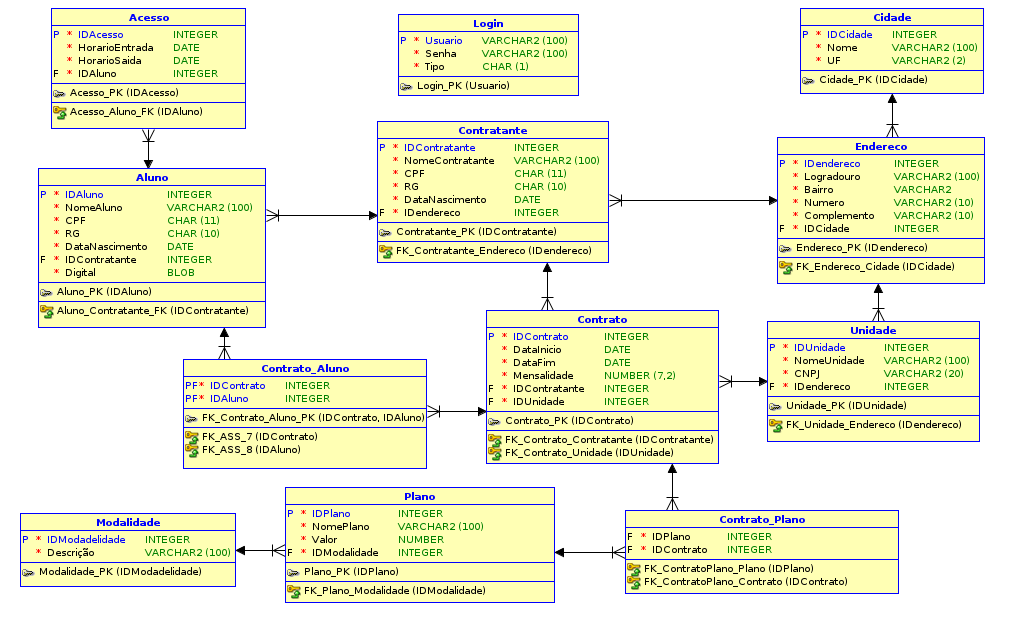 Acesso
P * IDAcesso INTEGER
* HorarioEntrada DATE
* HorarioSaida DATE
F * IDAluno INTEGER
Acesso_PK (IDAcesso)
Acesso_Aluno_FK (IDAluno)
Login
P * Usuario VARCHAR2 (100)
* Senha VARCHAR2 (100)
* Tipo CHAR (1)
Login_PK (Usuario)
Cidade
P * IDCidade INTEGER
* Nome VARCHAR2 (100)
* UF VARCHAR2 (2)
Cidade_PK (IDCidade)
Contratante
P * IDContratante INTEGER
* NomeContratante VARCHAR2 (100)
* CPF CHAR (11)
* RG CHAR (10)
* DataNascimento DATE
F * IDendereco INTEGER
Contratante_PK (IDContratante)
FK_Contratante_Endereco (IDendereco)
Endereco
P * IDendereco INTEGER
* Logradouro VARCHAR2 (100)
* Bairro VARCHAR2
* Numero VARCHAR2 (10)
* Complemento VARCHAR2 (10)
F * IDCidade INTEGER
Endereco_PK (IDendereco)
FK_Endereco_Cidade (IDCidade)
Aluno
P * IDAluno INTEGER
* NomeAluno VARCHAR2 (100)
* CPF CHAR (11)
* RG CHAR (10)
* DataNascimento DATE
F * IDContratante INTEGER
* Digital BLOB
Aluno_PK (IDAluno)
Aluno_Contratante_FK (IDContratante)
Contrato
P * IDContrato INTEGER
* DataInicio DATE
* DataFim DATE
* Mensalidade NUMBER (7,2)
F * IDContratante INTEGER
F * IDUnidade INTEGER
Contrato_PK (IDContrato)
FK_Contrato_Contratante (IDContratante)
FK_Contrato_Unidade (IDUnidade)
Unidade
P * IDUnidade INTEGER
* NomeUnidade VARCHAR2 (100)
* CNPJ VARCHAR2 (20)
F * IDendereco INTEGER
Unidade_PK (IDUnidade)
FK_Unidade_Endereco (IDendereco)
Contrato_Aluno
PF* IDContrato INTEGER
PF* IDAluno INTEGER
FK_Contrato_Aluno_PK (IDContrato, IDAluno)
FK_ASS_7 (IDContrato)
FK_ASS_8 (IDAluno)
Plano
P * IDPlano INTEGER
* NomePlano VARCHAR2 (100)
* Valor NUMBER
F * IDModalidade INTEGER
Plano_PK (IDPlano)
FK_Plano_Modalidade (IDModalidade)
Modalidade
P * IDModadelidade INTEGER
* Descrição VARCHAR2 (100)
Modalidade_PK (IDModadelidade)
Contrato_Plano
F * IDPlano INTEGER
F * IDContrato INTEGER
FK_ContratoPlano_Plano (IDPlano)
FK_ContratoPlano_Contrato (IDContrato)